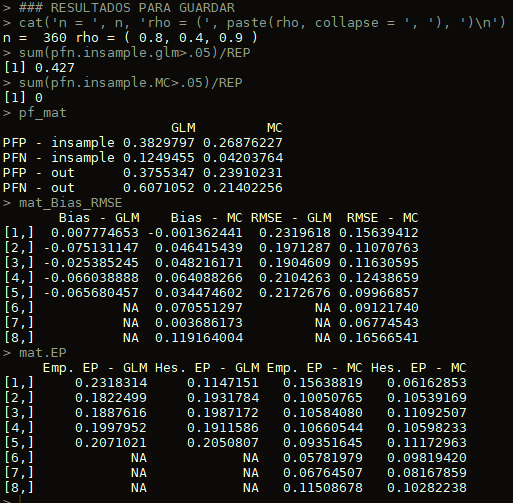 > ### RESULTADOS PARA GUARDAR
> cat('n = ', n, 'rho = (', paste(rho, collapse = ', '), ')\n')
n =  360 rho = ( 0.8, 0.4, 0.9 )
> sum(pfn.insample.glm>.05)/REP
[1] 0.427
> sum(pfn.insample.MC>.05)/REP
[1] 0
> pf_mat
                     GLM         MC
PFP - insample 0.3829797 0.26876227
PFN - insample 0.1249455 0.04203764
PFP - out      0.3755347 0.23910231
PFN - out      0.6071052 0.21402256
> mat_Bias_RMSE
       Bias - GLM    Bias - MC RMSE - GLM  RMSE - MC
[1,]  0.007774653 -0.001362441  0.2319618 0.15639412
[2,] -0.075131147  0.046415439  0.1971287 0.11070763
[3,] -0.025385245  0.048216171  0.1904609 0.11630595
[4,] -0.066038888  0.064088266  0.2104263 0.12438659
[5,] -0.065680457  0.034474602  0.2172676 0.09966857
[6,]           NA  0.070551297         NA 0.09121740
[7,]           NA  0.003686173         NA 0.06774543
[8,]           NA  0.119164004         NA 0.16566541
> mat.EP
     Emp. EP - GLM Hes. EP - GLM Emp. EP - MC Hes. EP - MC
[1,]     0.2318314     0.1147151   0.15638819   0.06162853
[2,]     0.1822499     0.1931784   0.10050765   0.10539169
[3,]     0.1887616     0.1987172   0.10584080   0.11092507
[4,]     0.1997952     0.1911586   0.10660544   0.10598233
[5,]     0.2071021     0.2050807   0.09351645   0.11172963
[6,]            NA            NA   0.05781979   0.09819420
[7,]            NA            NA   0.06764507   0.08167859
[8,]            NA            NA   0.11508678   0.10282238
>